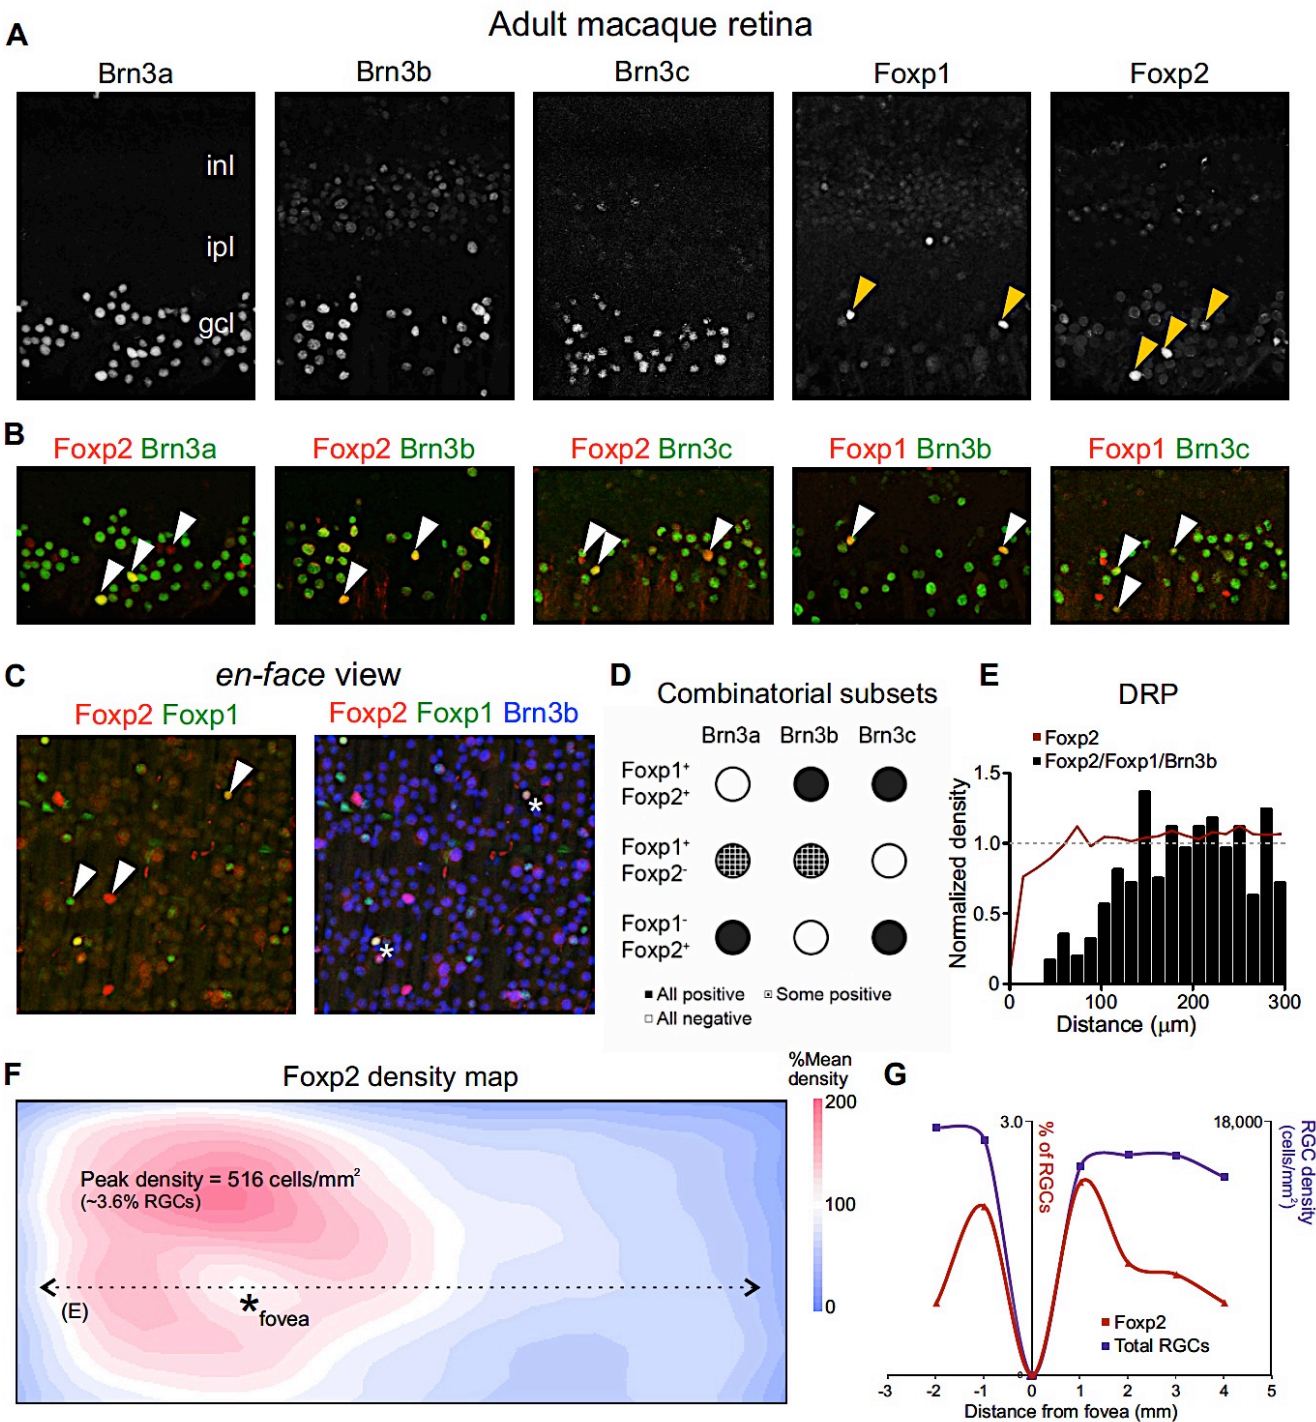 Adult macaque retina
A
Brn3a Brn3b Brn3c Foxp1 Foxp2
inl
ipl
gcl
B
Foxp2 Brn3a Foxp2 Brn3b Foxp2 Brn3c Foxp1 Brn3b Foxp1 Brn3c
C
en-face view
Foxp2 Foxp1 Foxp2 Foxp1 Brn3b
*
*
D
Combinatorial subsets
Brn3a Brn3b Brn3c
Foxp1+
Foxp2+
Foxp1+
Foxp2-
Foxp1-
Foxp2+
All positive Some positive
All negative
E
DRP
Foxp2
Foxp2/Foxp1/Brn3b
Normalized density
1.5
1.0
0.5
0
0 100 200 300
Distance (μm)
F
Foxp2 density map
%Mean
density
200
100
0
Peak density = 516 cells/mm²
(~3.6% RGCs)
(E)
* fovea
G
3.0
% of RGCs
18,000
RGC density
(cells/mm²)
0
Foxp2
Total RGCs
-3 -2 -1 0 1 2 3 4 5
Distance from fovea (mm)